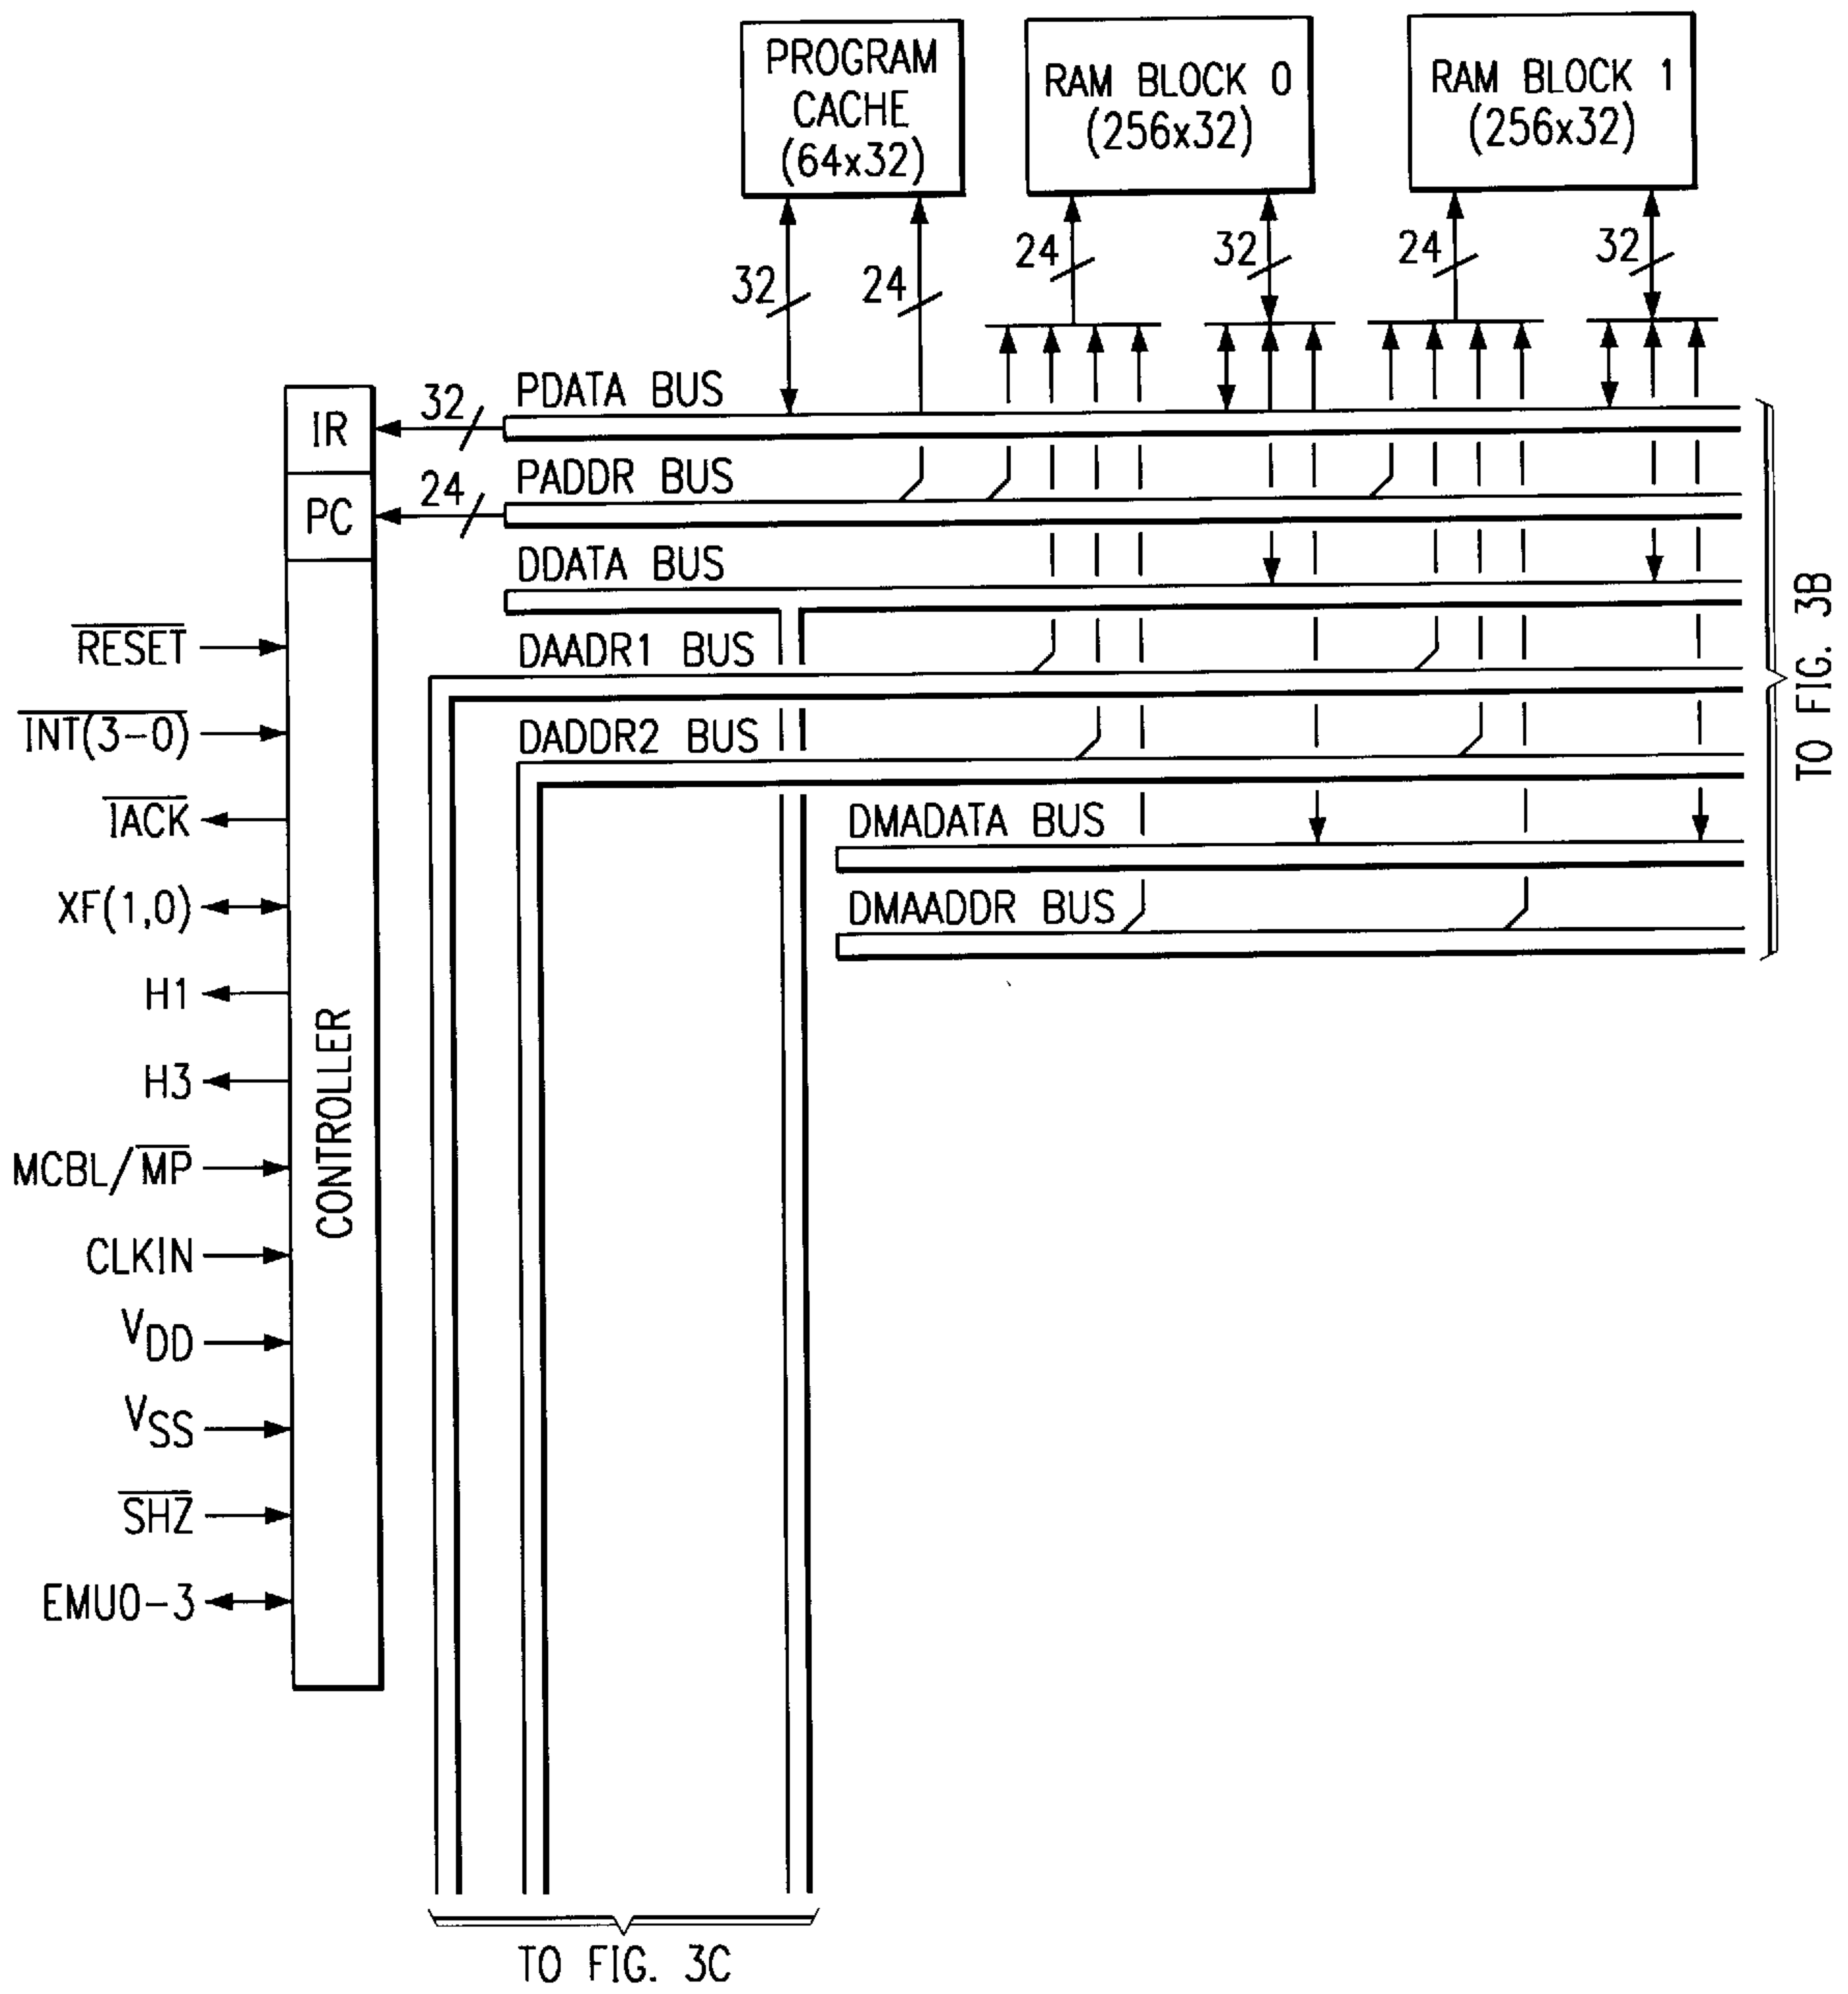 PROGRAM
CACHE
(64x32)
RAM BLOCK 0
(256x32)
RAM BLOCK 1
(256x32)
32
24
24
32
24
32
IR
32
PDATA BUS
PC
24
PADDR BUS
DDATA BUS
DAADR1 BUS
DADDR2 BUS
DMADATA BUS
DMAADDR BUS
TO FIG. 3B
RESET
INT(3-0)
IACK
XF(1,0)
H1
H3
MCBL/MP
CLKIN
VDD
VSS
SHZ
EMU0-3
CONTROLLER
TO FIG. 3C